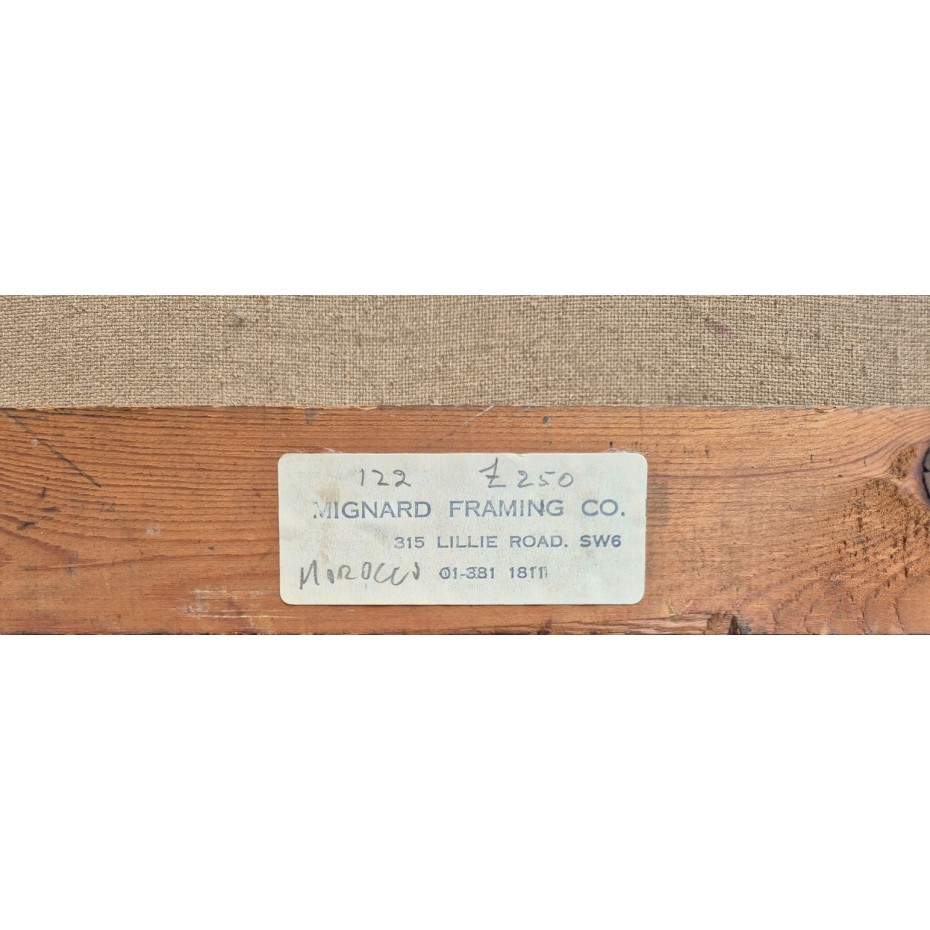 122 £250
MIGNARD FRAMING CO.
315 LILLIE ROAD. SW6
MOROCCO 01-381 1811